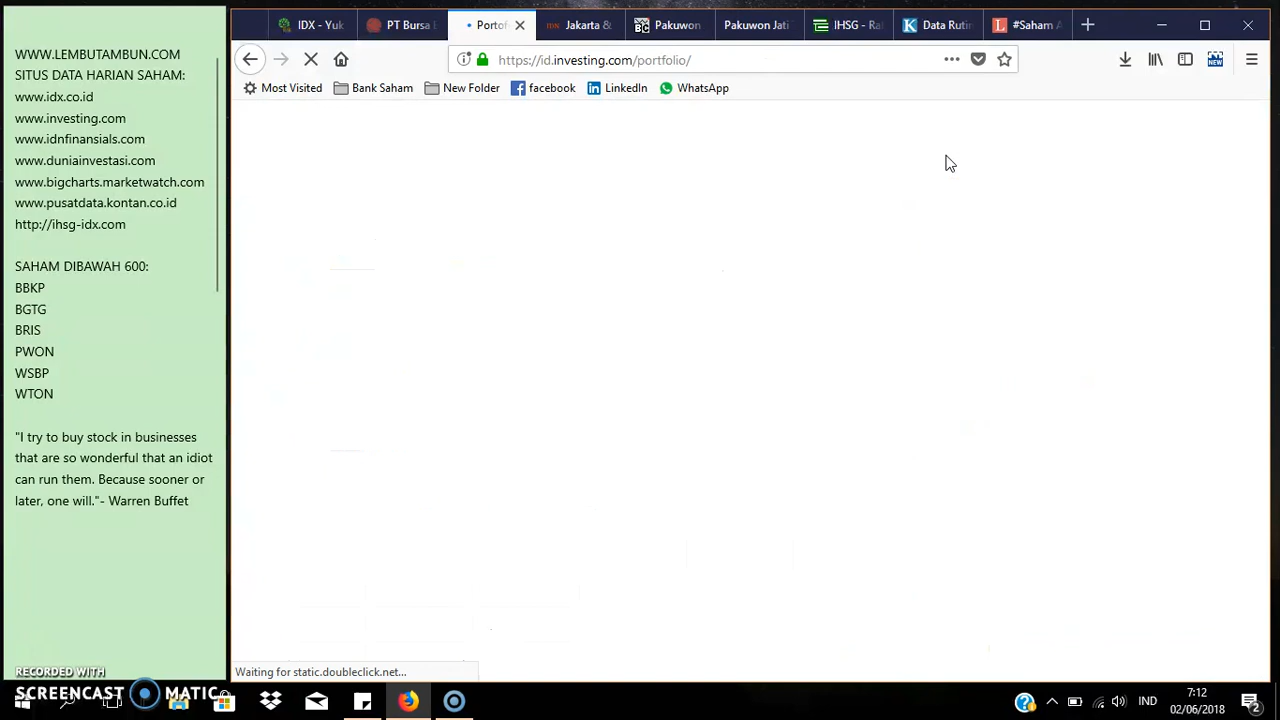 WWW.LEMBUTAMBUN.COM
SITUS DATA HARIAN SAHAM:
www.idx.co.id
www.investing.com
www.idnfinansials.com
www.duniainvestasi.com
www.bigcharts.marketwatch.com
www.pusatdata.kontan.co.id
http://ihsg-idx.com
SAHAM DIBAWAH 600:
BBKP
BGTG
BRIS
PWON
WSBP
WTON
"I try to buy stock in businesses
that are so wonderful that an idiot
can run them. Because sooner or
later, one will."- Warren Buffet
RECORDED WITH
SCREENCAST MATIC
IDX - Yuk
PT Bursa E
Portof
IDN Jakarta &
BC Pakuwon
Pakuwon Jati
IHSG - Ra
K Data Rutin
L #Saham A
https://id.investing.com/portfolio/
NEW
Most Visited Bank Saham New Folder facebook LinkedIn WhatsApp
Waiting for static.doubleclick.net...
IND
7:12
02/06/2018
2